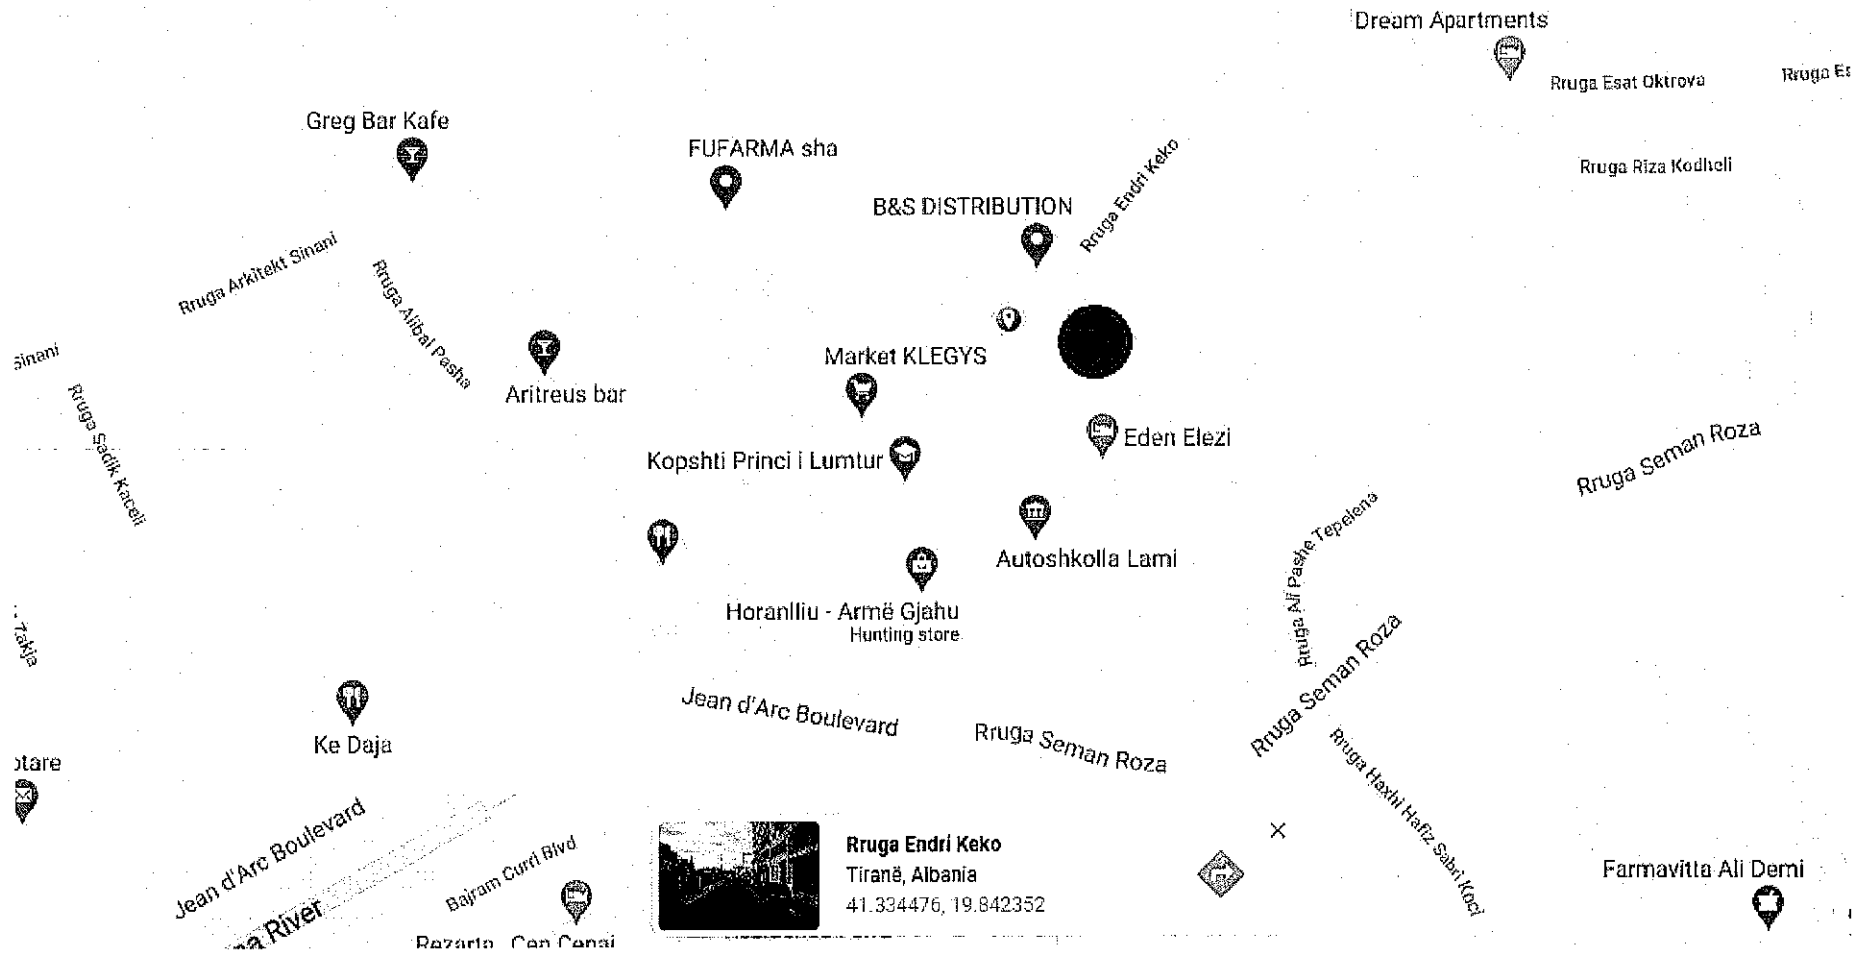 Dream Apartments
Rruga Esat Oktrova
Greg Bar Kafe
FUFARMA sha
Rruga Endri Keko
Rruga Riza Kodheli
B&S DISTRIBUTION
Rruga Arkitekt Sinani
Rruga Alibal Pasha
Sinani
Market KLEGYS
Aritreus bar
Rruga Sadik Kaceli
Eden Elezi
Kopshti Princi i Lumtur
Rruga Seman Roza
Rruga Ali Pashe Tepelena
Autoshkolla Lami
Horanlliu - Armë Gjahu
Hunting store
Zakja
Rruga Seman Roza
Jean d'Arc Boulevard
Rruga Seman Roza
Ke Daja
otare
Rruga Haxhi Hafiz Sabri Koci
Jean d'Arc Boulevard
Bajram Curri Blvd
Rruga Endri Keko
Tiranë, Albania
41.334476, 19.842352
Farmavitta Ali Demi
na River